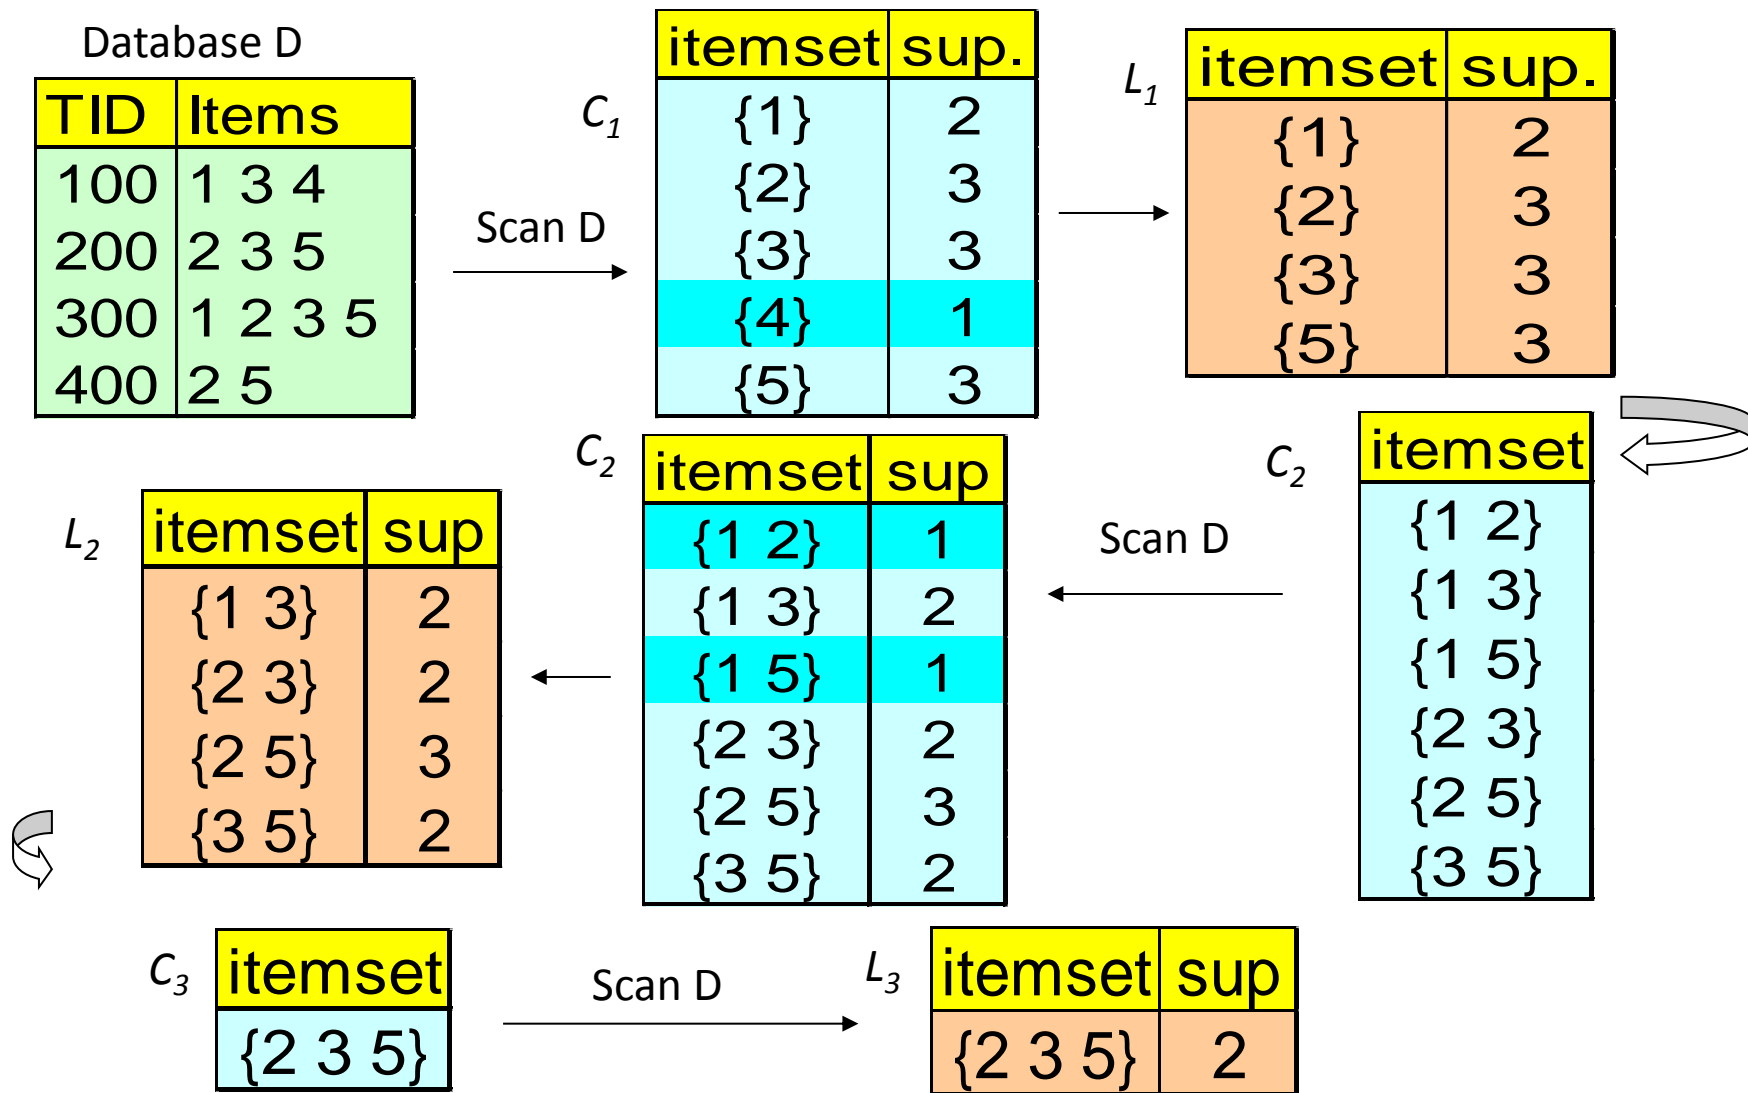 Database D
TID Items
100 1 3 4
200 2 3 5
300 1 2 3 5
400 2 5
Scan D
C1
itemset sup.
{1} 2
{2} 3
{3} 3
{4} 1
{5} 3
L1
itemset sup.
{1} 2
{2} 3
{3} 3
{5} 3
C2
itemset
{1 2}
{1 3}
{1 5}
{2 3}
{2 5}
{3 5}
Scan D
C2
itemset sup
{1 2} 1
{1 3} 2
{1 5} 1
{2 3} 2
{2 5} 3
{3 5} 2
L2
itemset sup
{1 3} 2
{2 3} 2
{2 5} 3
{3 5} 2
C3
itemset
{2 3 5}
Scan D
L3
itemset sup
{2 3 5} 2